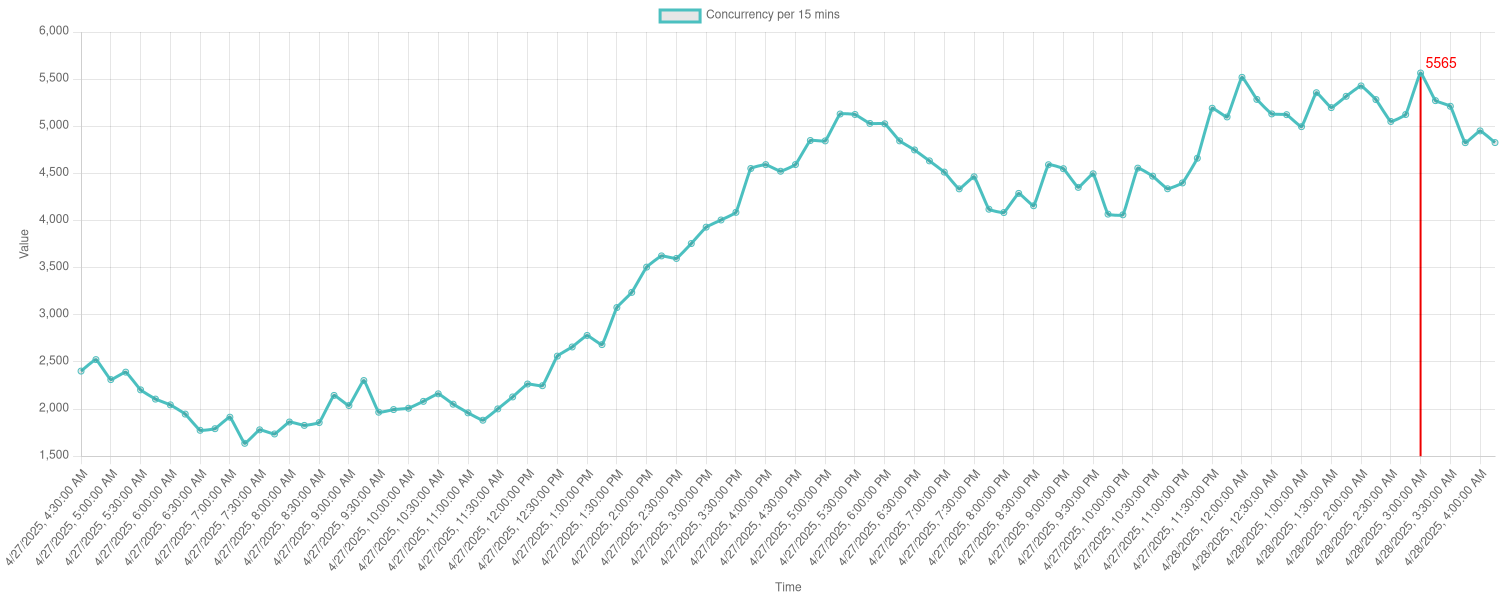 Concurrency per 15 mins
6,000
5,500
5,000
4,500
4,000
3,500
3,000
2,500
2,000
1,500
Value
5565
4/27/2025, 4:30:00 AM
4/27/2025, 5:00:00 AM
4/27/2025, 5:30:00 AM
4/27/2025, 6:00:00 AM
4/27/2025, 6:30:00 AM
4/27/2025, 7:00:00 AM
4/27/2025, 7:30:00 AM
4/27/2025, 8:00:00 AM
4/27/2025, 8:30:00 AM
4/27/2025, 9:00:00 AM
4/27/2025, 9:30:00 AM
4/27/2025, 10:00:00 AM
4/27/2025, 10:30:00 AM
4/27/2025, 11:00:00 AM
4/27/2025, 11:30:00 AM
4/27/2025, 12:00:00 PM
4/27/2025, 12:30:00 PM
4/27/2025, 1:00:00 PM
4/27/2025, 1:30:00 PM
4/27/2025, 2:00:00 PM
4/27/2025, 2:30:00 PM
4/27/2025, 3:00:00 PM
4/27/2025, 3:30:00 PM
4/27/2025, 4:00:00 PM
4/27/2025, 4:30:00 PM
4/27/2025, 5:00:00 PM
4/27/2025, 5:30:00 PM
4/27/2025, 6:00:00 PM
4/27/2025, 6:30:00 PM
4/27/2025, 7:00:00 PM
4/27/2025, 7:30:00 PM
4/27/2025, 8:00:00 PM
4/27/2025, 8:30:00 PM
4/27/2025, 9:00:00 PM
4/27/2025, 9:30:00 PM
4/27/2025, 10:00:00 PM
4/27/2025, 10:30:00 PM
4/27/2025, 11:00:00 PM
4/27/2025, 11:30:00 PM
4/28/2025, 12:00:00 AM
4/28/2025, 12:30:00 AM
4/28/2025, 1:00:00 AM
4/28/2025, 1:30:00 AM
4/28/2025, 2:00:00 AM
4/28/2025, 2:30:00 AM
4/28/2025, 3:00:00 AM
4/28/2025, 3:30:00 AM
4/28/2025, 4:00:00 AM
Time